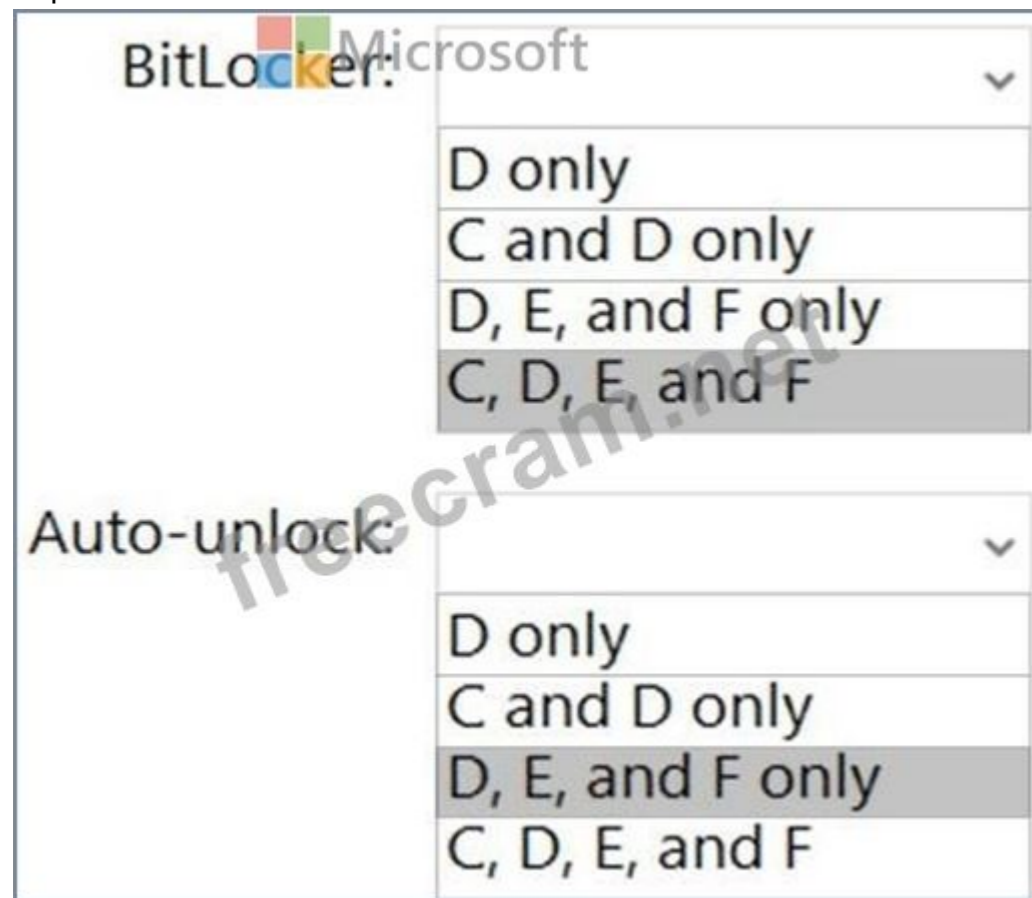 BitLocker:
Microsoft
D only
C and D only
D, E, and F only
C, D, E, and F
freecram.net
Auto-unlock:
D only
C and D only
D, E, and F only
C, D, E, and F